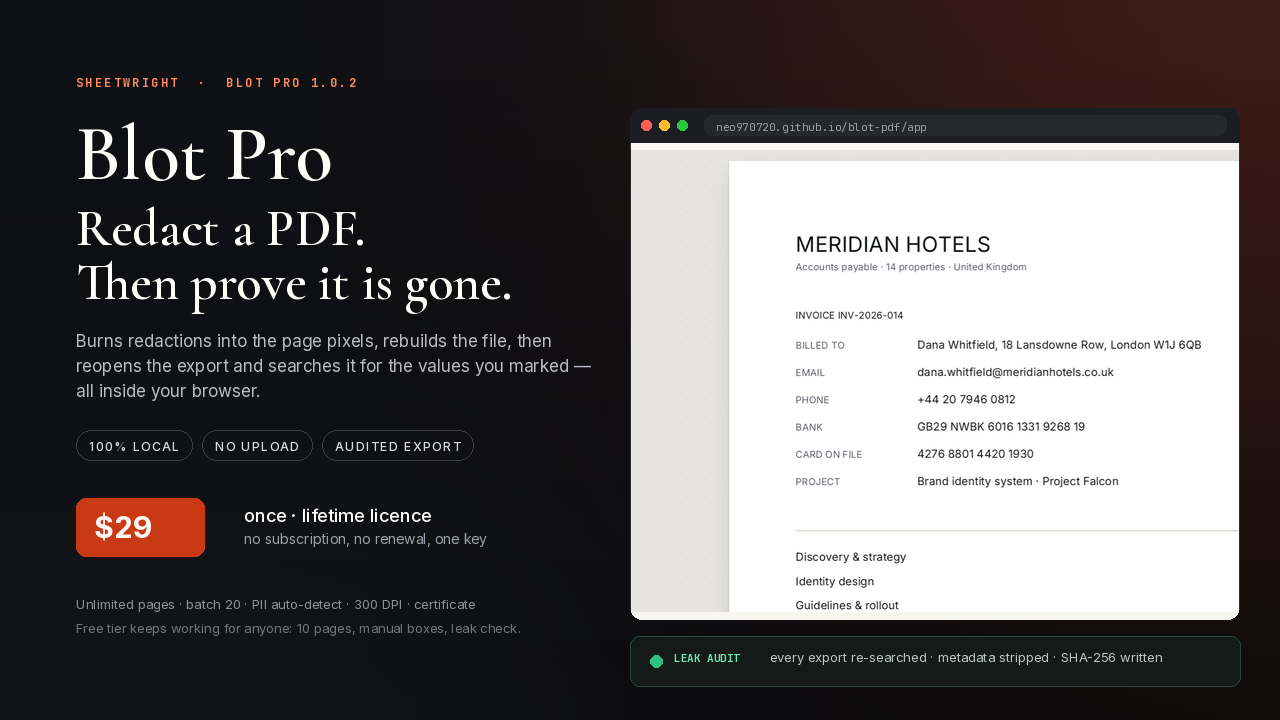 SHEETWRIGHT · BLOT PRO 1.0.2
Blot Pro
Redact a PDF.
Then prove it is gone.
Burns redactions into the page pixels, rebuilds the file, then
reopens the export and searches it for the values you marked —
all inside your browser.
100% LOCAL
NO UPLOAD
AUDITED EXPORT
$29
once · lifetime licence
no subscription, no renewal, one key
Unlimited pages · batch 20 · PII auto-detect · 300 DPI · certificate
Free tier keeps working for anyone: 10 pages, manual boxes, leak check.
neo970720.github.io/blot-pdf/app
MERIDIAN HOTELS
Accounts payable · 14 properties · United Kingdom
INVOICE INV-2026-014
BILLED TO Dana Whitfield, 18 Lansdowne Row, London W1J 6QB
EMAIL dana.whitfield@meridianhotels.co.uk
PHONE +44 20 7946 0812
BANK GB29 NWBK 6016 1331 9268 19
CARD ON FILE 4276 8801 4420 1930
PROJECT Brand identity system · Project Falcon
Discovery & strategy
Identity design
Guidelines & rollout
LEAK AUDIT every export re-searched · metadata stripped · SHA-256 written